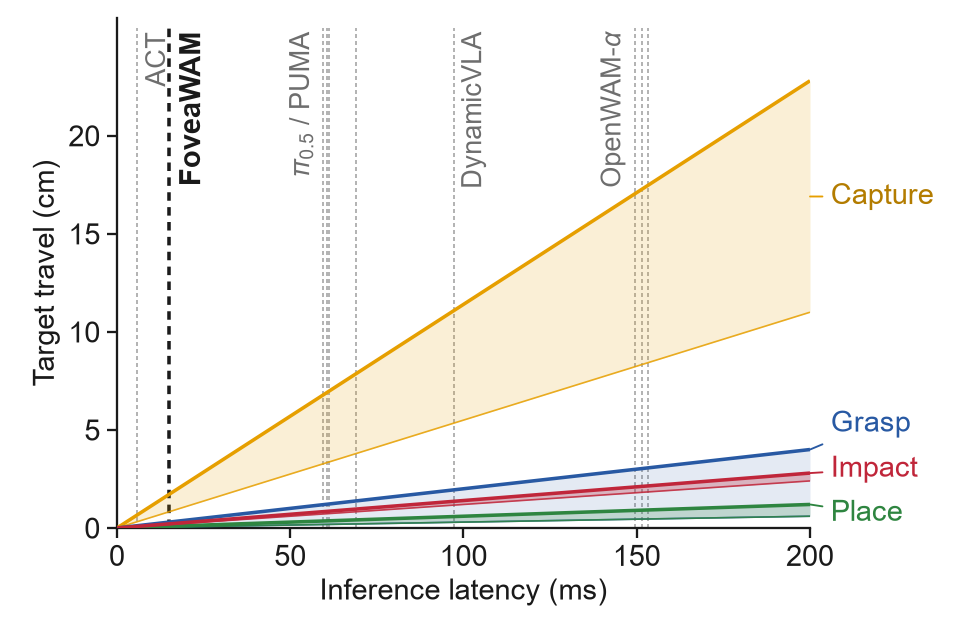 ACT
FoveaWAM
π0.5 / PUMA
DynamicVLA
OpenWAM-α
Target travel (cm)
20
15
10
5
0
Capture
Grasp
Impact
Place
0 50 100 150 200
Inference latency (ms)